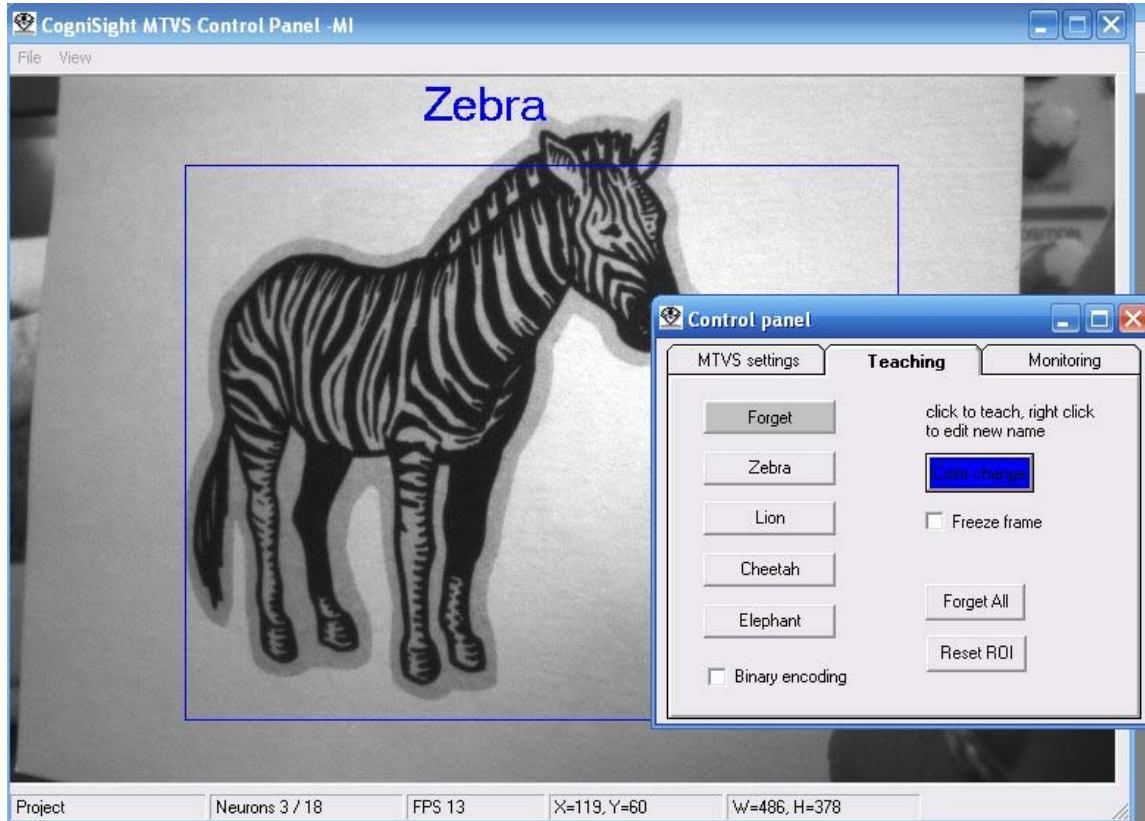 CogniSight MTVS Control Panel -MI
File View
Zebra
Control panel
MTVS settings Teaching Monitoring
Forget
click to teach, right click
to edit new name
Zebra
Color change
Lion
Freeze frame
Cheetah
Forget All
Elephant
Reset ROI
Binary encoding
Project Neurons 3 / 18 FPS 13 X=119, Y=60 W=486, H=378